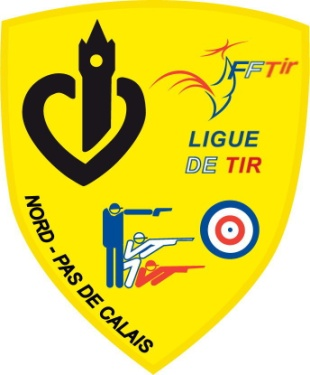 FFTir
LIGUE
DE TIR
NORD - PAS DE CALAIS